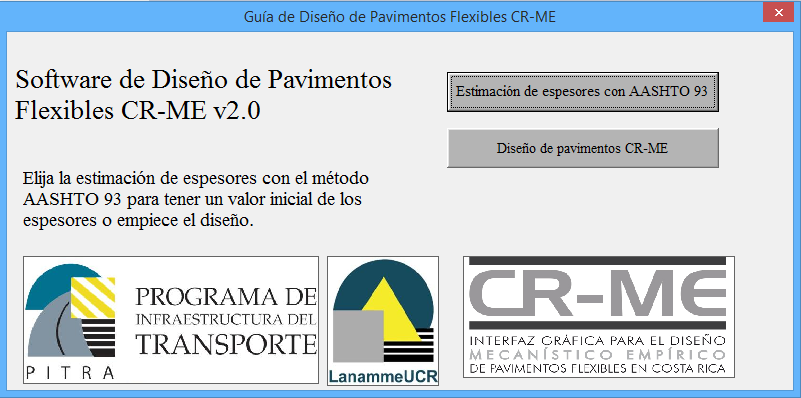 Guía de Diseño de Pavimentos Flexibles CR-ME
Software de Diseño de Pavimentos
Flexibles CR-ME v2.0
Estimación de espesores con AASHTO 93
Diseño de pavimentos CR-ME
Elija la estimación de espesores con el método
AASHTO 93 para tener un valor inicial de los
espesores o empiece el diseño.
PROGRAMA DE
INFRAESTRUCTURA DEL
TRANSPORTE
PITRA
LanammeUCR
CR-ME
INTERFAZ GRÁFICA PARA EL DISEÑO
MECANÍSTICO EMPÍRICO
DE PAVIMENTOS FLEXIBLES EN COSTA RICA